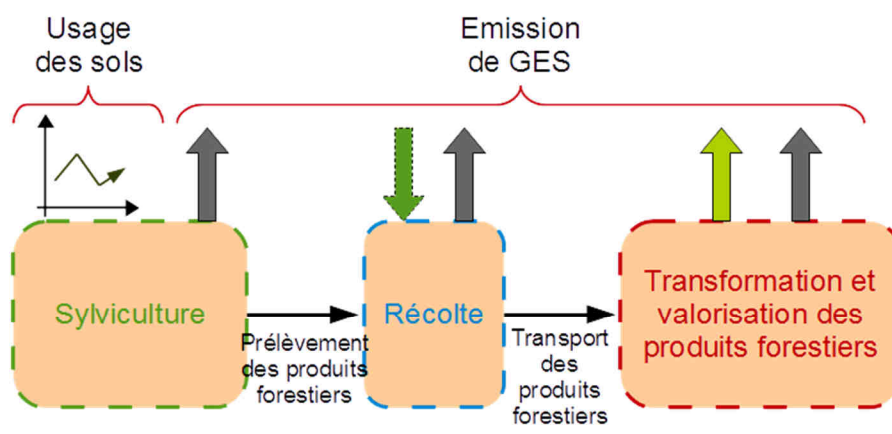 Usage
des sols
Emission
de GES
Sylviculture
Prélèvement
des produits
forestiers
Récolte
Transport
des
produits
forestiers
Transformation et
valorisation des
produits forestiers